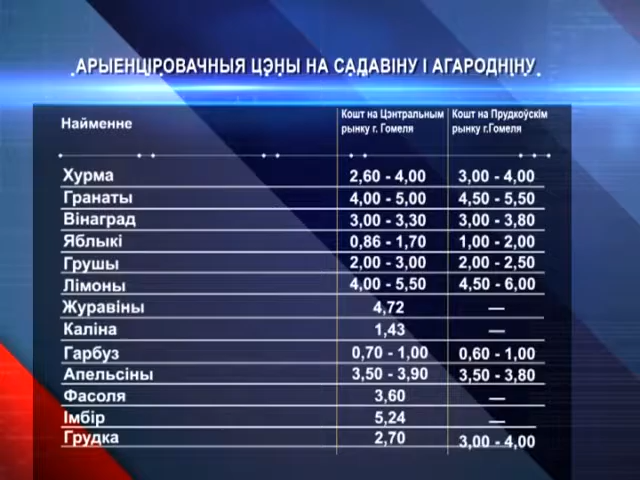 АРЫЕНЦІРОВАЧНЫЯ ЦЭНЫ НА САДАВІНУ І АГАРОДНІНУ
Найменне Кошт на Цэнтральным рынку г. Гомеля Кошт на Прудкоўскім рынку г.Гомеля
Хурма 2,60 - 4,00 3,00 - 4,00
Гранаты 4,00 - 5,00 4,50 - 5,50
Вінаград 3,00 - 3,30 3,00 - 3,80
Яблыкі 0,86 - 1,70 1,00 - 2,00
Грушы 2,00 - 3,00 2,00 - 2,50
Лімоны 4,00 - 5,50 4,50 - 6,00
Журавіны 4,72 —
Каліна 1,43 —
Гарбуз 0,70 - 1,00 0,60 - 1,00
Апельсіны 3,50 - 3,90 3,50 - 3,80
Фасоля 3,60 —
Імбір 5,24 —
Грудка 2,70 3,00 - 4,00